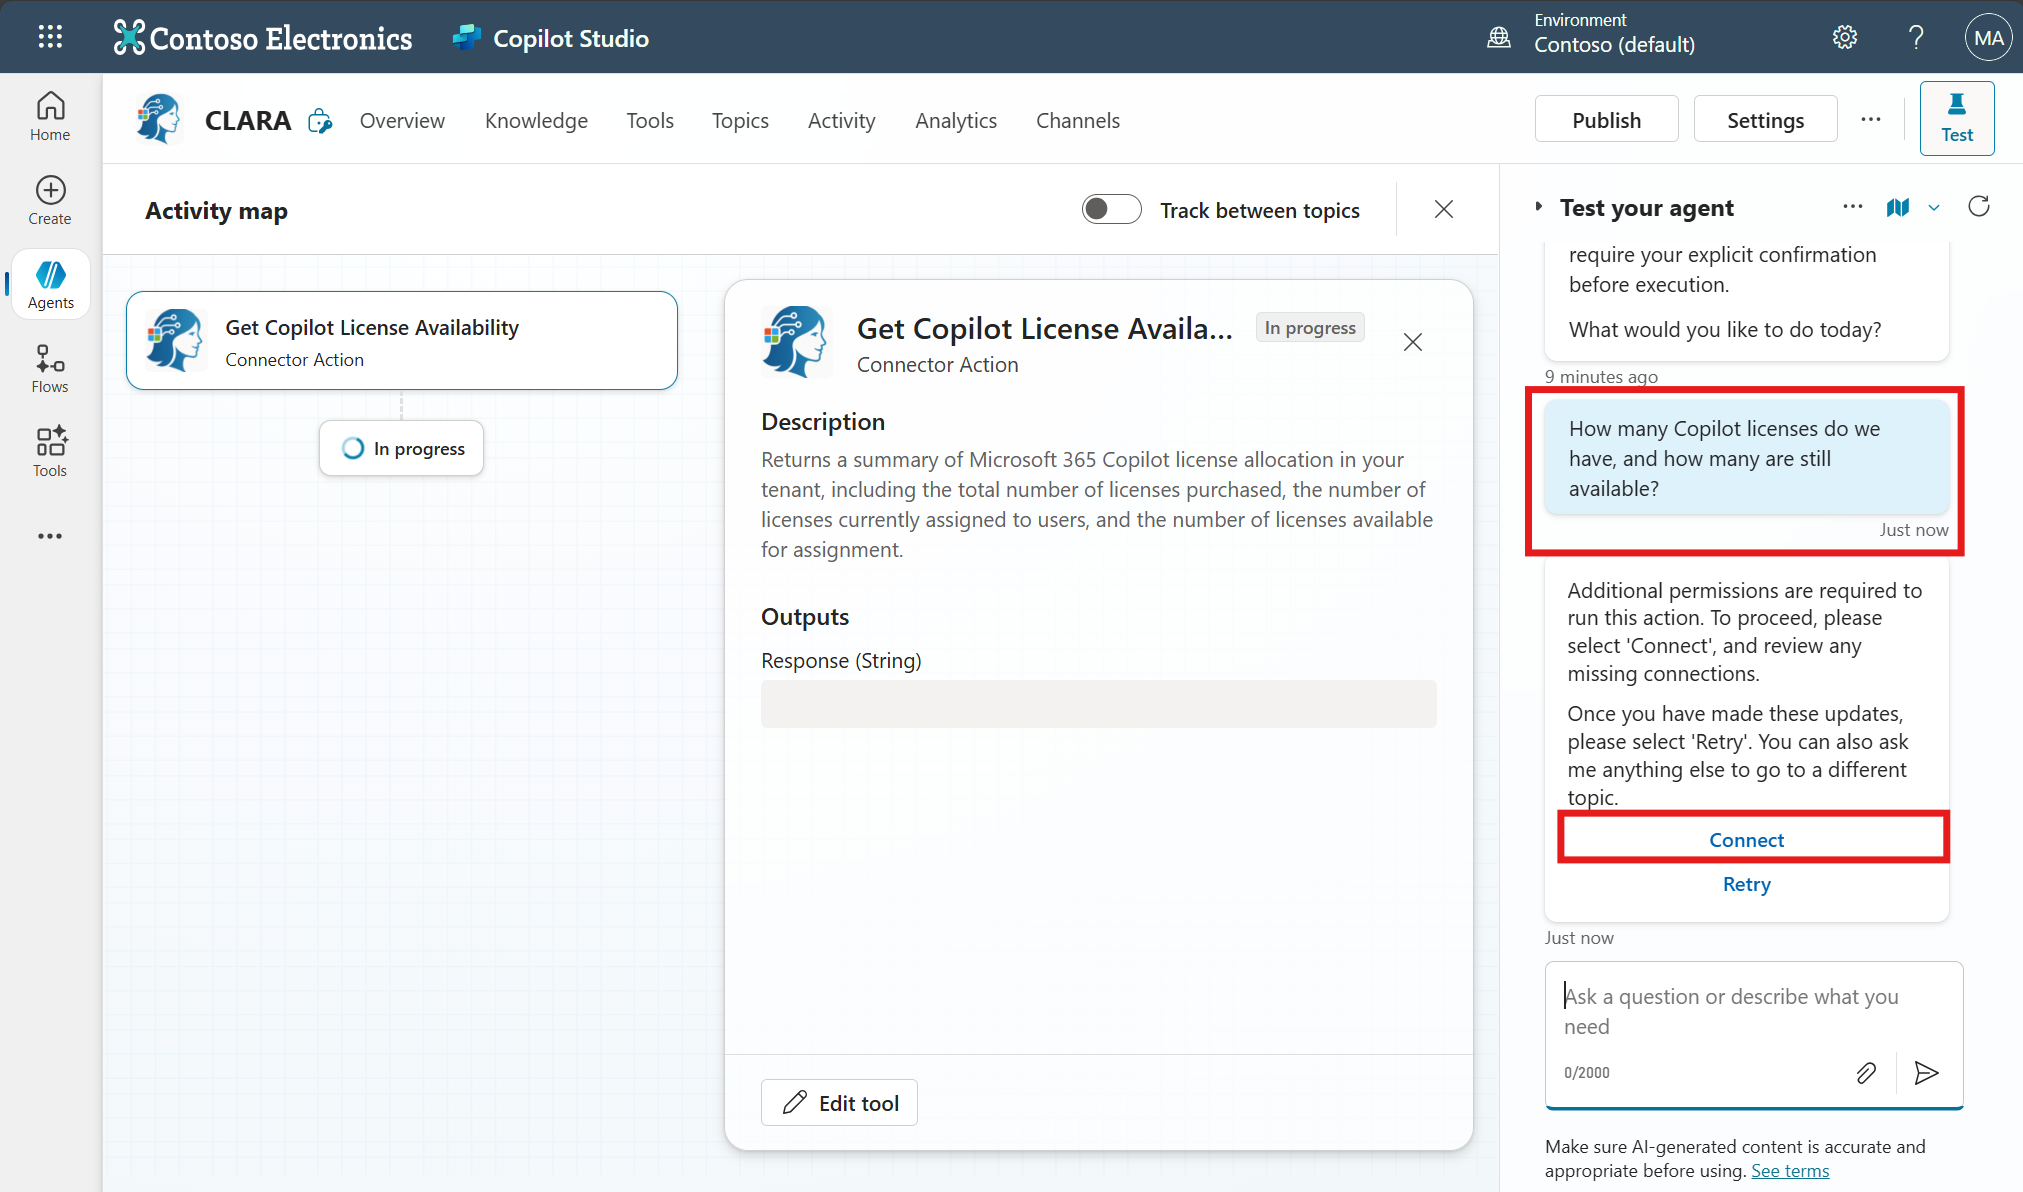 Contoso Electronics
Copilot Studio
Environment
Contoso (default)
MA
Home
Create
Agents
Flows
Tools
CLARA
Overview
Knowledge
Tools
Topics
Activity
Analytics
Channels
Publish
Settings
Test
Activity map
Track between topics
Get Copilot License Availability
Connector Action
In progress
Get Copilot License Availa...
In progress
Connector Action
Description
Returns a summary of Microsoft 365 Copilot license allocation in your
tenant, including the total number of licenses purchased, the number of
licenses currently assigned to users, and the number of licenses available
for assignment.
Outputs
Response (String)
Edit tool
Test your agent
require your explicit confirmation
before execution.
What would you like to do today?
9 minutes ago
How many Copilot licenses do we
have, and how many are still
available?
Just now
Additional permissions are required to
run this action. To proceed, please
select 'Connect', and review any
missing connections.
Once you have made these updates,
please select 'Retry'. You can also ask
me anything else to go to a different
topic.
Connect
Retry
Just now
Ask a question or describe what you
need
0/2000
Make sure AI-generated content is accurate and
appropriate before using. See terms